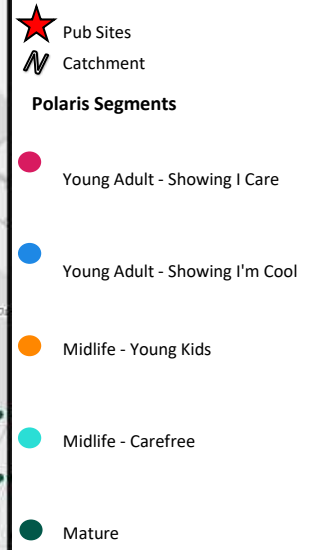 Pub Sites
Catchment
Polaris Segments
Young Adult - Showing I Care
Young Adult - Showing I'm Cool
Midlife - Young Kids
Midlife - Carefree
Mature